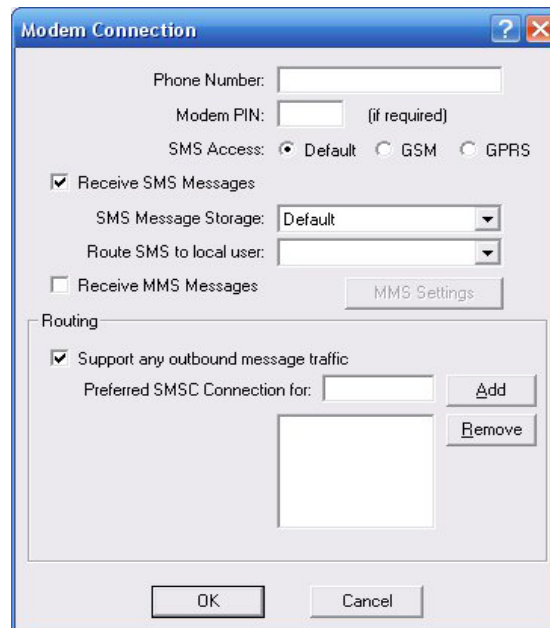 Modem Connection
Phone Number:
Modem PIN: (if required)
SMS Access: Default GSM GPRS
Receive SMS Messages
SMS Message Storage: Default
Route SMS to local user:
Receive MMS Messages MMS Settings
Routing
Support any outbound message traffic
Preferred SMSC Connection for: Add
Remove
OK Cancel